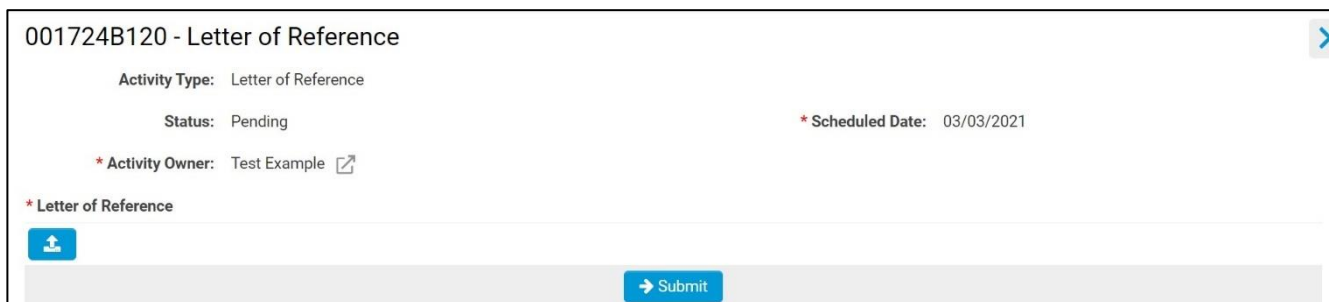 001724B120 - Letter of Reference
Activity Type: Letter of Reference
Status: Pending * Scheduled Date: 03/03/2021
* Activity Owner: Test Example
* Letter of Reference
Submit